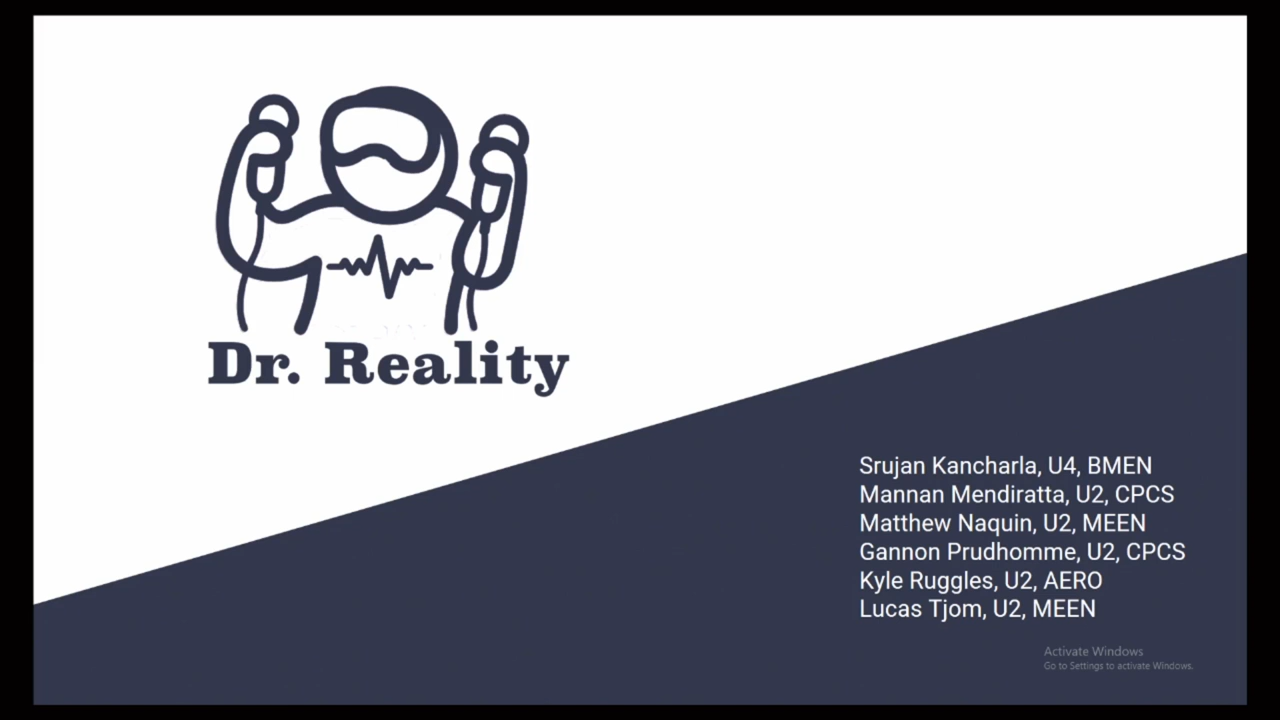 Dr. Reality
Srujan Kancharla, U4, BMEN
Mannan Mendiratta, U2, CPCS
Matthew Naquin, U2, MEEN
Gannon Prudhomme, U2, CPCS
Kyle Ruggles, U2, AERO
Lucas Tjom, U2, MEEN
Activate Windows
Go to Settings to activate Windows.